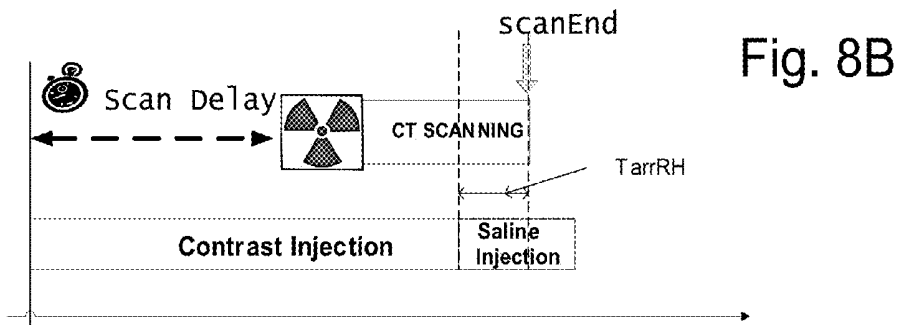 scanEnd
Fig. 8B
Scan Delay
CT SCANNING
TarrRH
Contrast Injection
Saline
Injection